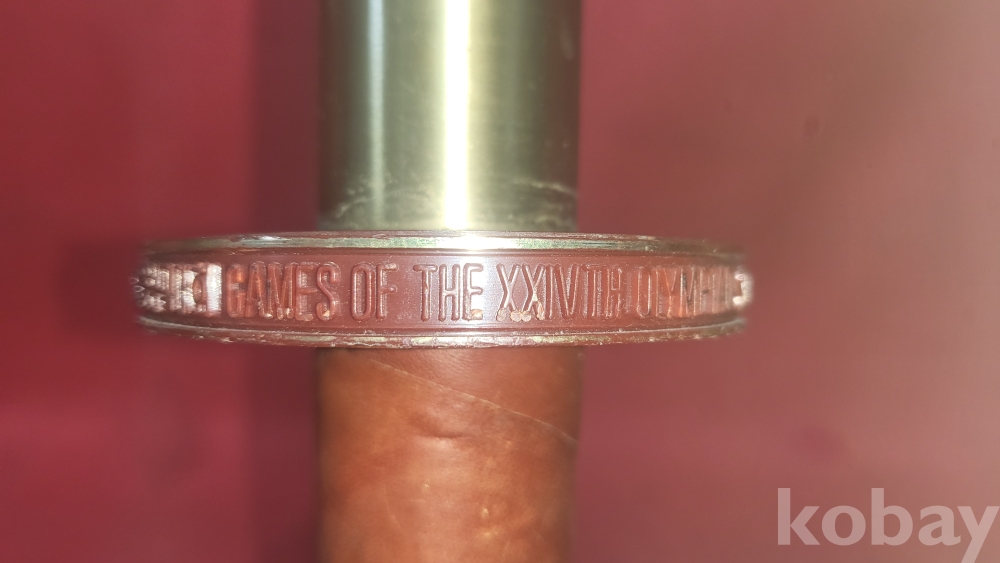 GAMES OF THE XXIVTH
kobay